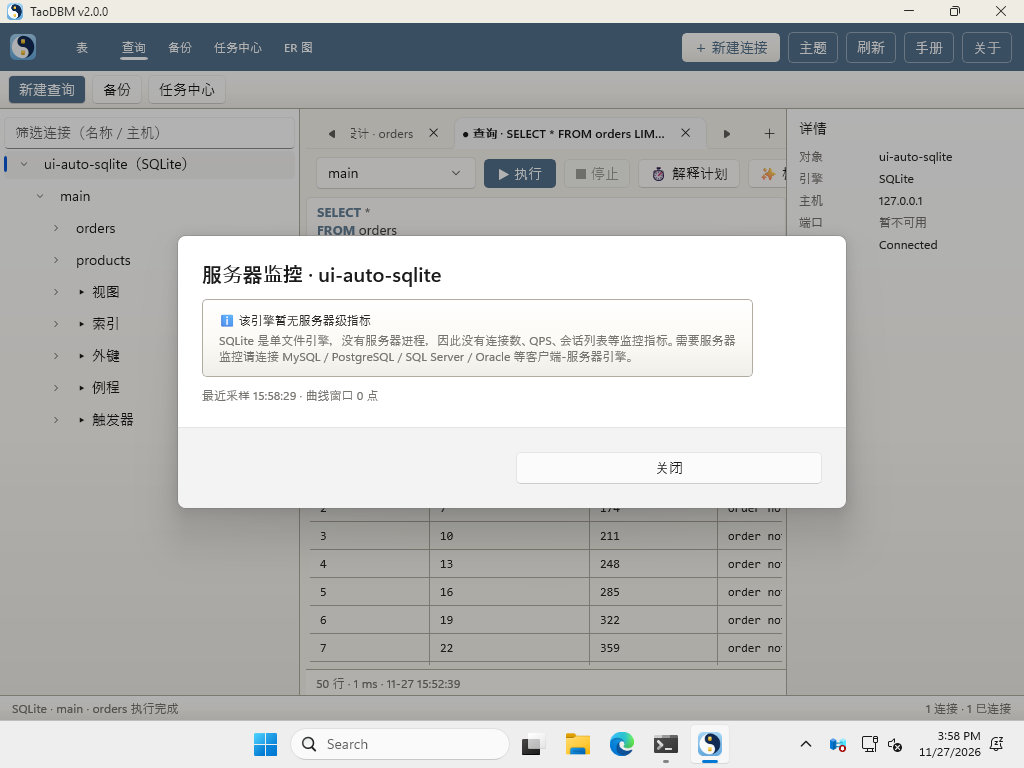 TaoDBM v2.0.0
表 查询 备份 任务中心 ER 图 + 新建连接 主题 刷新 手册 关于
新建查询 备份 任务中心
筛选连接（名称 / 主机）
ui-auto-sqlite（SQLite）
main
orders
products
视图
索引
外键
例程
触发器
· orders
• 查询 · SELECT * FROM orders LIM...
main 执行 停止 解释计划
SELECT *
FROM orders
详情
对象 ui-auto-sqlite
引擎 SQLite
主机 127.0.0.1
端口 暂不可用
Connected
服务器监控 · ui-auto-sqlite
该引擎暂无服务器级指标
SQLite 是单文件引擎，没有服务器进程，因此没有连接数、QPS、会话列表等监控指标。需要服务器
监控请连接 MySQL / PostgreSQL / SQL Server / Oracle 等客户端-服务器引擎。
最近采样 15:58:29 · 曲线窗口 0 点
关闭
3 10 211 order no
4 13 248 order no
5 16 285 order no
6 19 322 order no
7 22 359 order no
50 行 · 1 ms · 11-27 15:52:39
SQLite · main · orders 执行完成
1 连接 · 1 已连接
Search
3:58 PM
11/27/2026